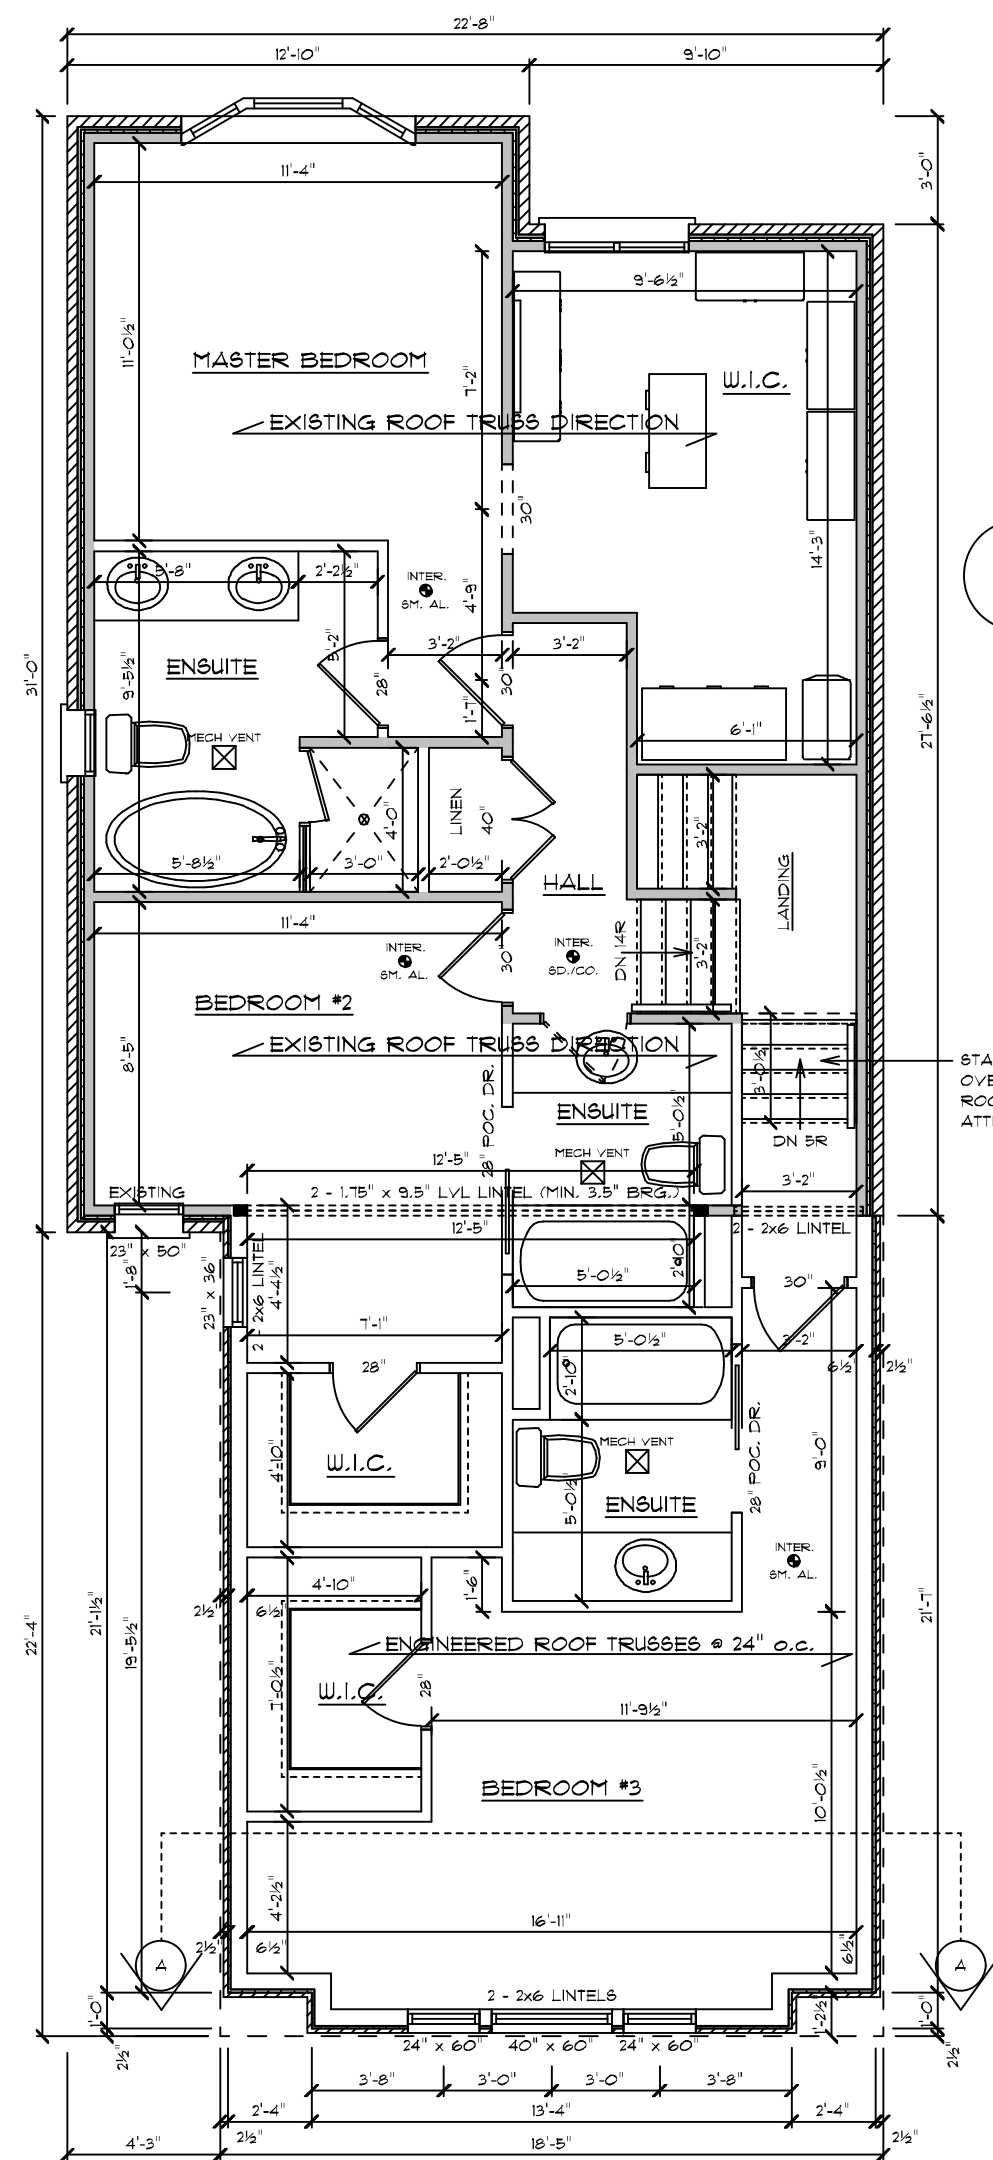 22'-8"
12'-10"
9'-10"
3'-0"
11'-4"
9'-6½"
11'-0½"
MASTER BEDROOM
7'-2"
W.I.C.
EXISTING ROOF TRUSS DIRECTION
30"
14'-3"
5'-8"
2'-2½"
INTER.
SM. AL.
4'-9"
31'-0"
9'-5½"
ENSUITE
5'-2"
3'-2"
3'-2"
28"
30"
1'-7"
27'-6½"
MECH VENT
6'-1"
LINEN
40"
4'-0"
3'-2"
5'-8½"
3'-0"
2'-0½"
HALL
LANDING
11'-4"
INTER.
SM. AL.
30"
INTER.
SD./CO.
DN 14R
3'-2"
BEDROOM #2
8'-5"
EXISTING ROOF TRUSS DIRECTION
28" POC. DR.
ENSUITE
5'-0½"
3'-0½"
STA
OVE
ROO
ATT
DN 5R
MECH VENT
12'-5"
3'-2"
EXISTING
2 - 1.75" x 9.5" LVL LINTEL (MIN. 3.5" BRG.)
12'-5"
2 - 2x6 LINTEL
23" x 50"
1'-8"
23" x 36"
2 - 2x6 LINTEL
4'-4½"
5'-0½"
2'-10"
30"
7'-1"
5'-0½"
3'-2"
28"
6½"
2½"
2'-10"
4'-10"
W.I.C.
MECH VENT
28" POC. DR.
9'-0"
5'-0½"
ENSUITE
INTER.
SM. AL.
4'-10"
1'-6"
2½"
6½"
22'-4"
21'-1½"
19'-5½"
21'-7"
ENGINEERED ROOF TRUSSES @ 24" o.c.
7'-0½"
W.I.C.
28"
11'-9½"
BEDROOM #3
10'-0½"
4'-2½"
16'-11"
2½"
6½"
6½"
A
A
2 - 2x6 LINTELS
1'-0"
1'-2½"
1'-0"
2½"
24" x 60"
40" x 60"
24" x 60"
2½"
3'-8"
3'-0"
3'-0"
3'-8"
2'-4"
13'-4"
2'-4"
4'-3"
2½"
18'-5"
2½"